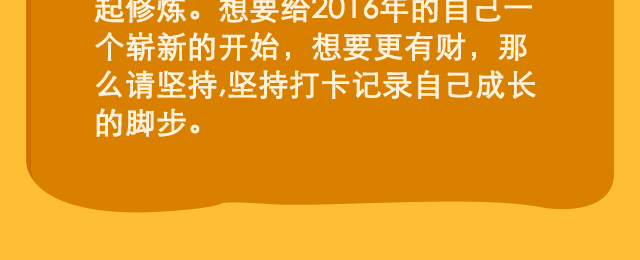 起修炼。想要给2016年的自己一
个崭新的开始，想要更有财，那
么请坚持,坚持打卡记录自己成长
的脚步。